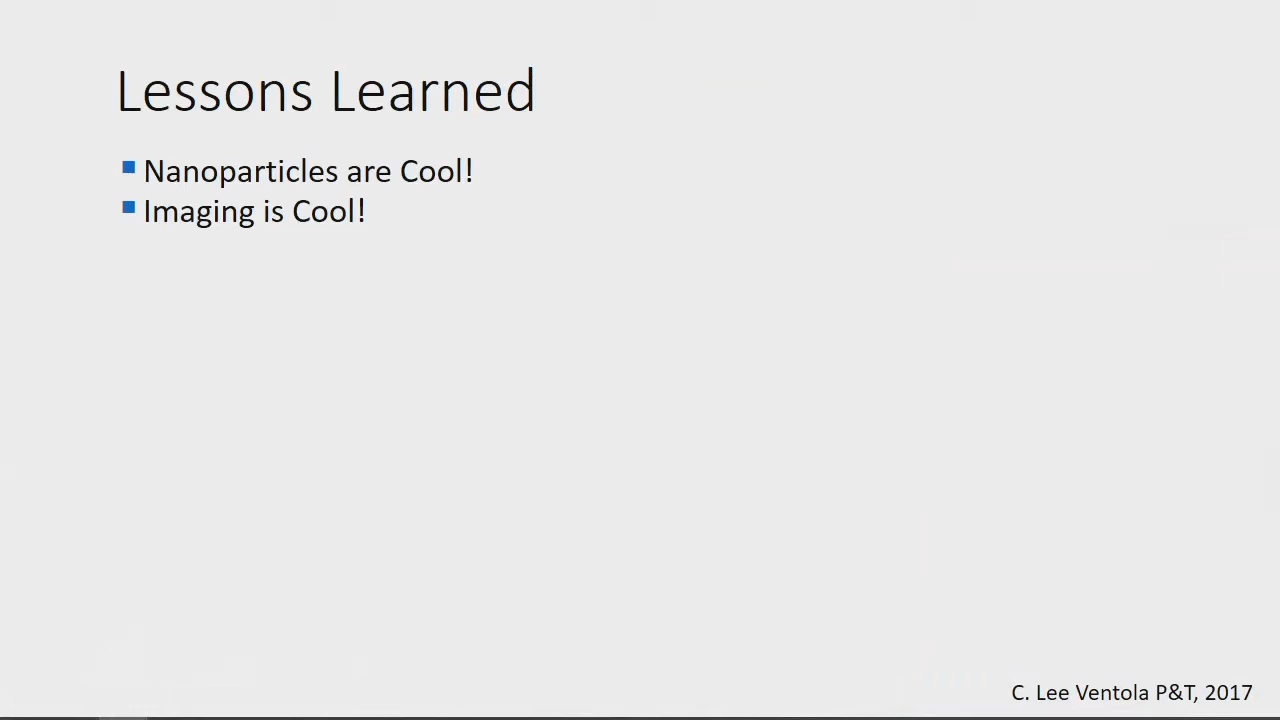 Lessons Learned
Nanoparticles are Cool!
Imaging is Cool!
C. Lee Ventola P&T, 2017